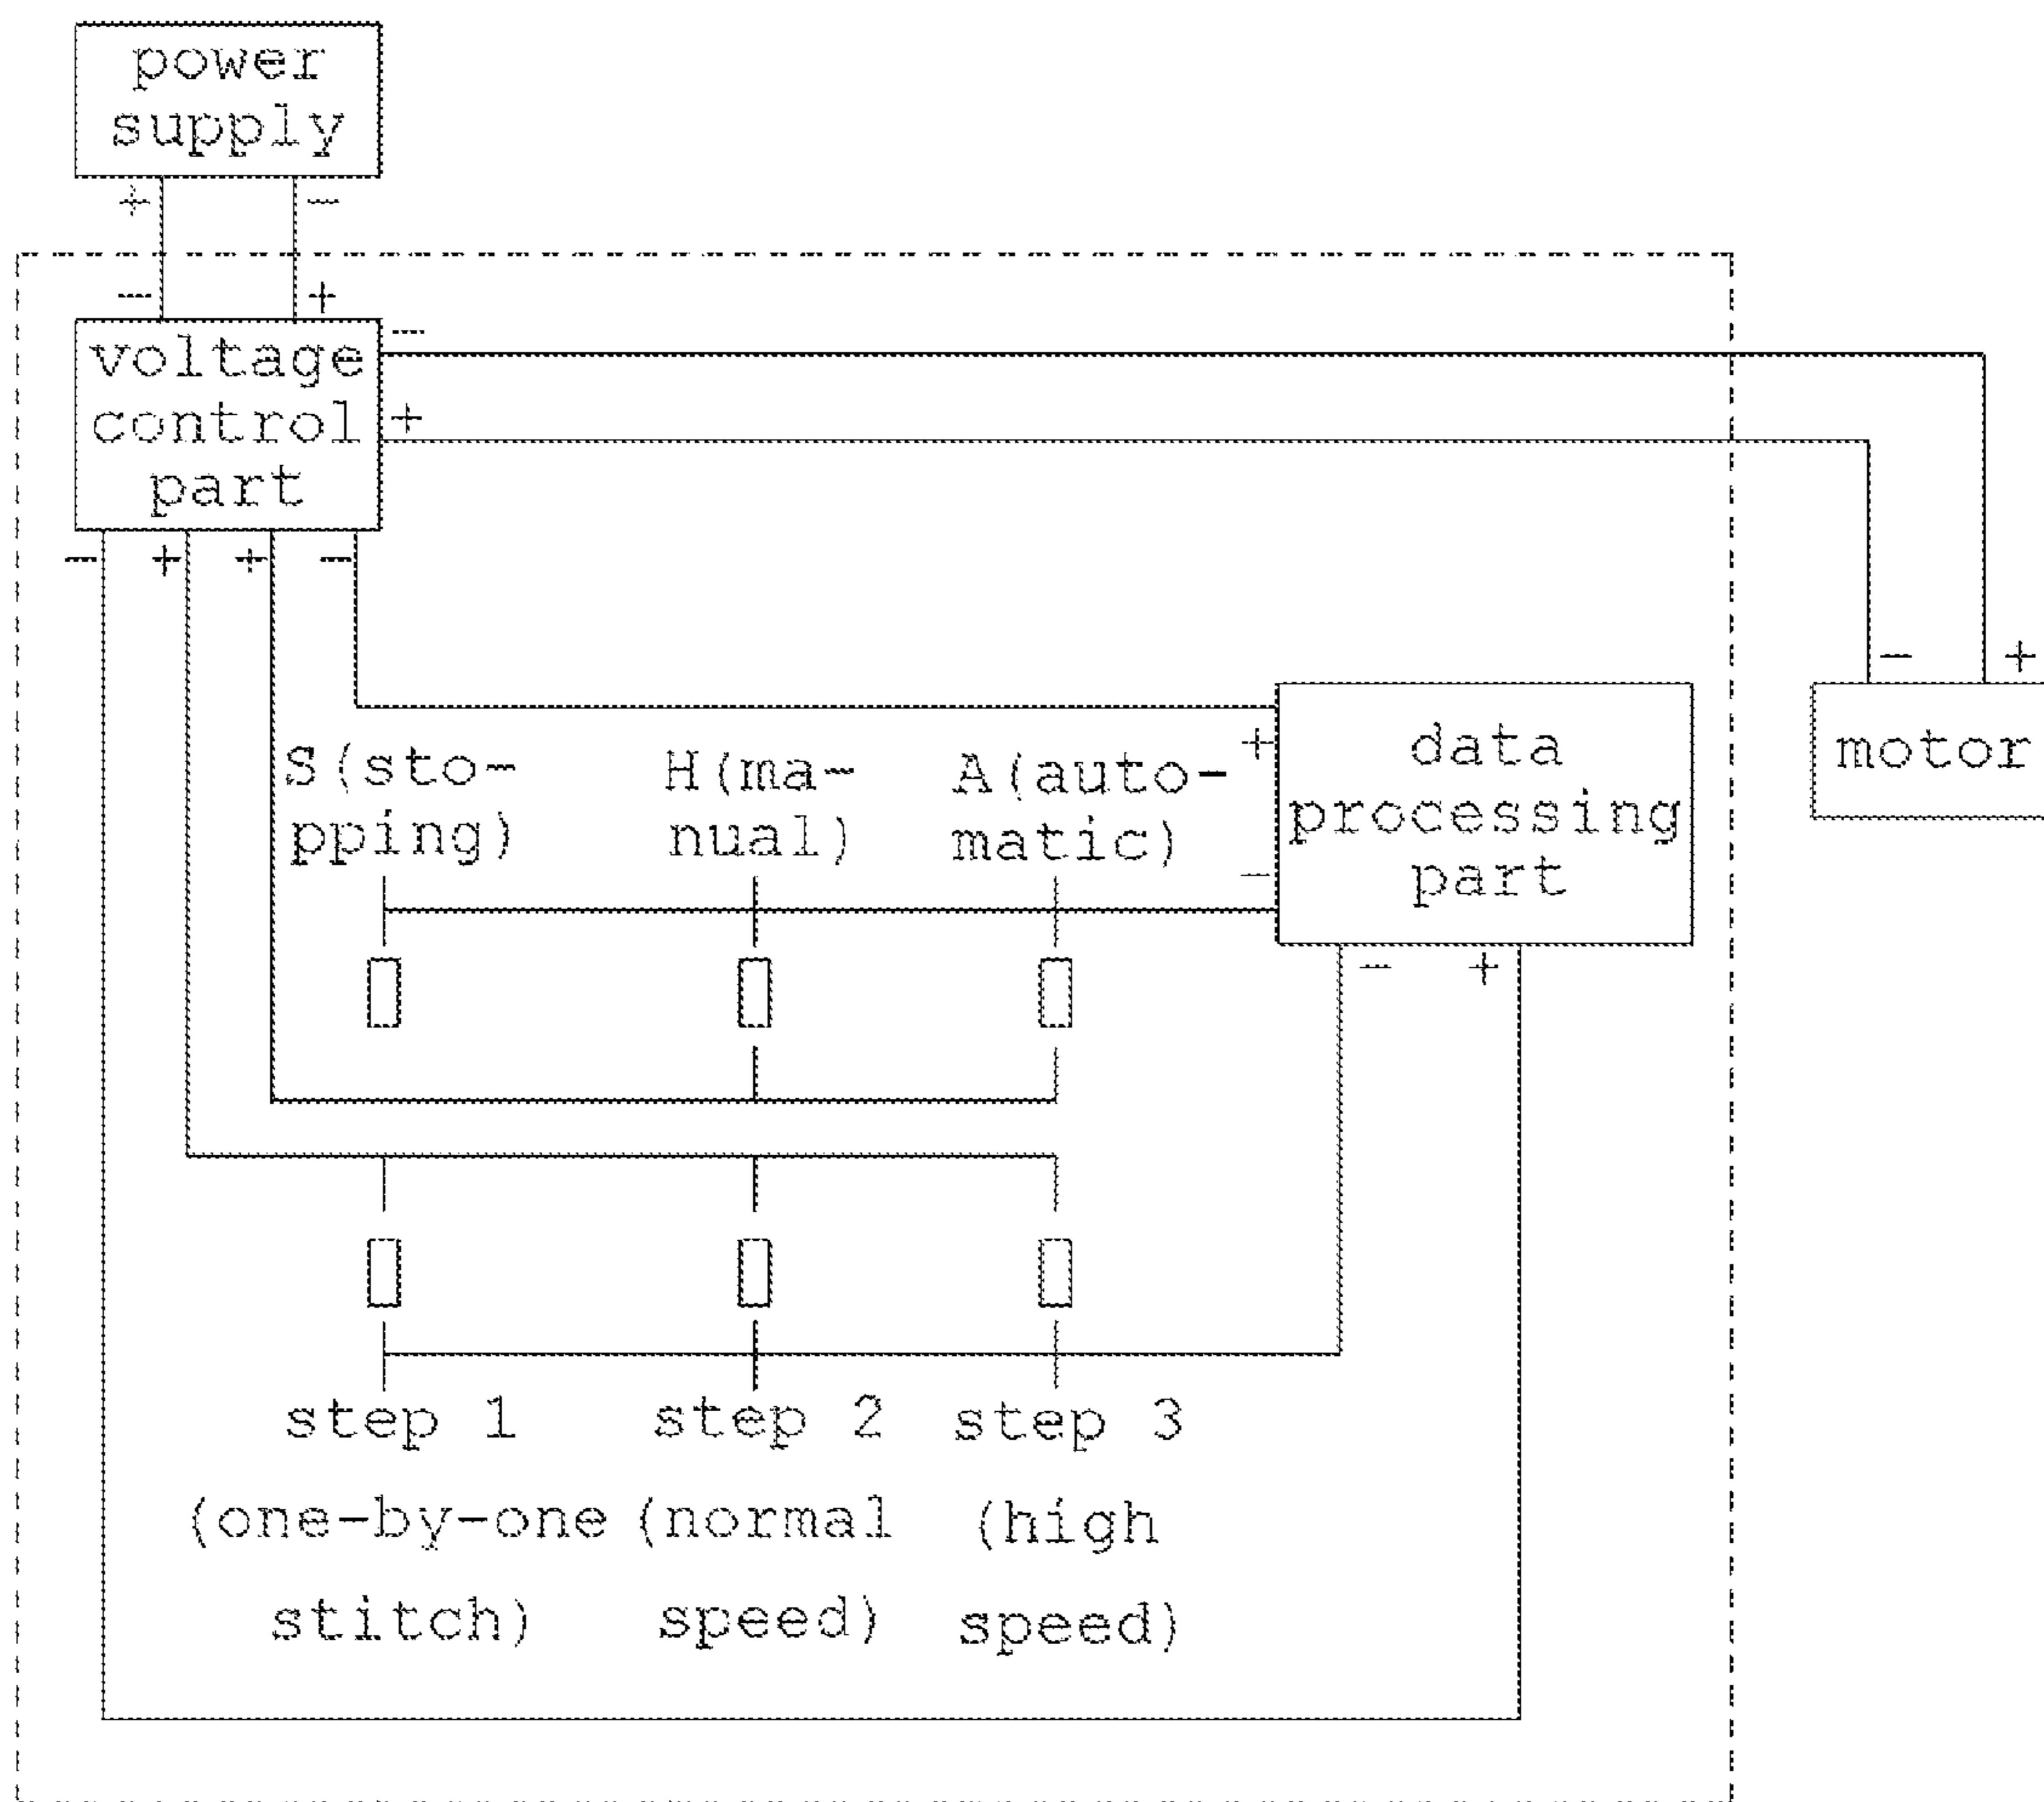 power
supply
+ −
− +
−
voltage
control
+
part
− + + −
− +
motor
data
processing
part
+
−
− +
S(sto-
pping)
H(ma-
nual)
A(auto-
matic)
step 1
(one-by-one
stitch)
step 2
(normal
speed)
step 3
(high
speed)